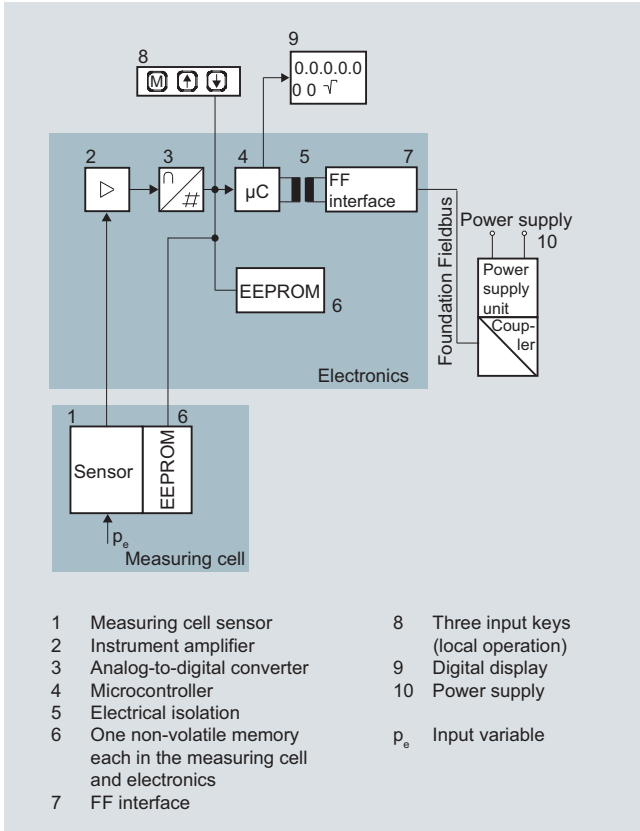 8
9
M
0.0.0.0.0
0 0 √
2
3
4
5
7
∩
#
µC
FF
interface
Foundation Fieldbus
Power supply
10
Power
supply
unit
Coup-
ler
EEPROM
6
Electronics
1
6
Sensor
EEPROM
pe
Measuring cell
1 Measuring cell sensor
2 Instrument amplifier
3 Analog-to-digital converter
4 Microcontroller
5 Electrical isolation
6 One non-volatile memory
each in the measuring cell
and electronics
7 FF interface
8 Three input keys
(local operation)
9 Digital display
10 Power supply
pe Input variable